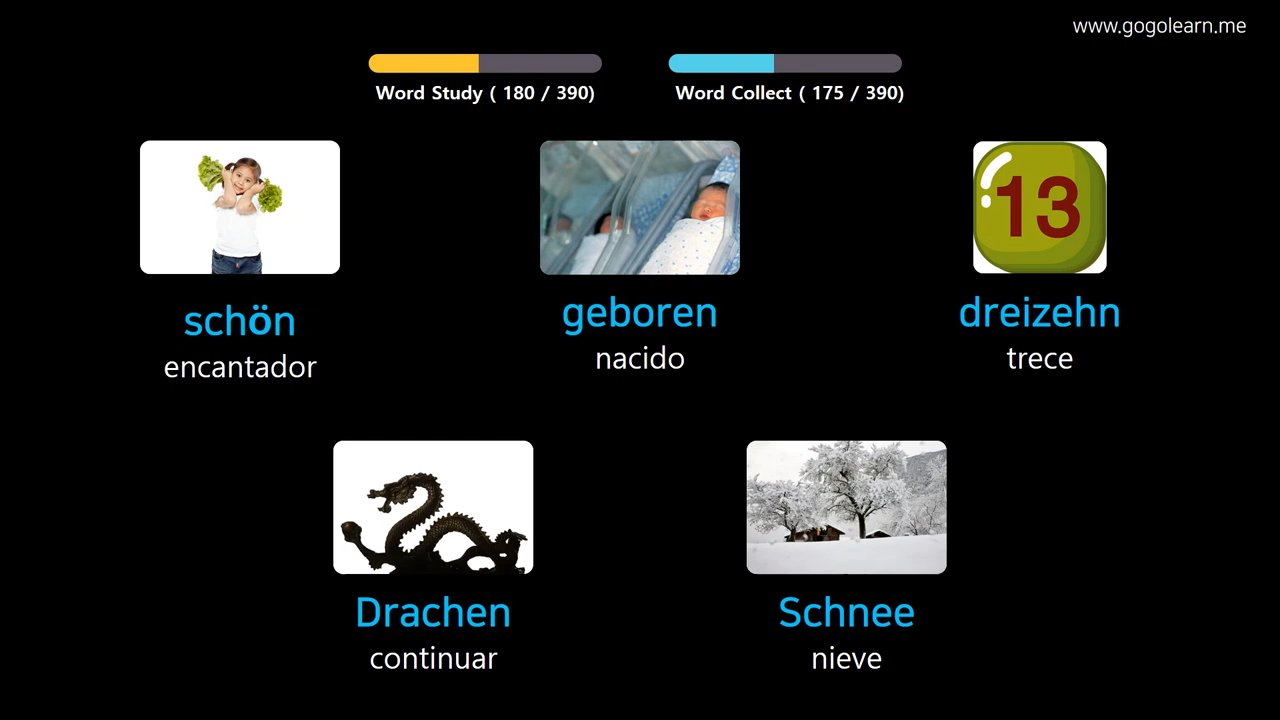 www.gogolearn.me
Word Study ( 180 / 390)
Word Collect ( 175 / 390)
13
schön
encantador
geboren
nacido
dreizehn
trece
Drachen
continuar
Schnee
nieve